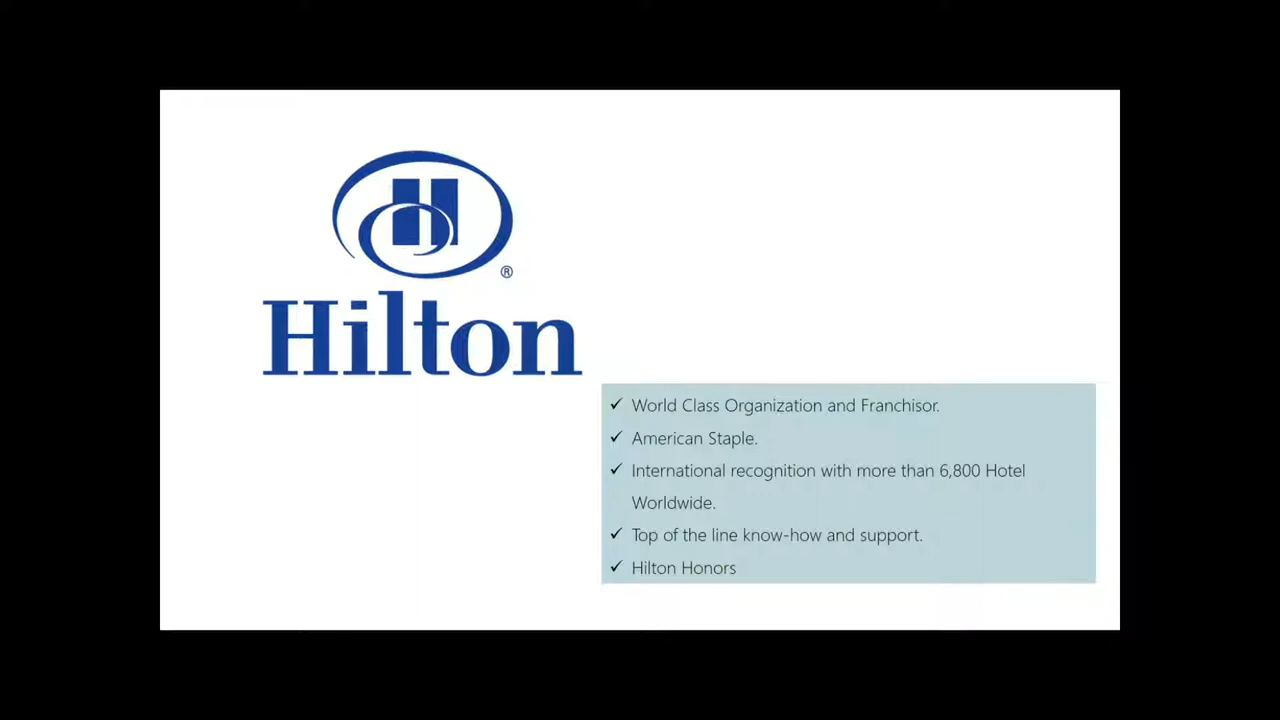 H
®
Hilton
✓ World Class Organization and Franchisor.
✓ American Staple.
✓ International recognition with more than 6,800 Hotel
Worldwide.
✓ Top of the line know-how and support.
✓ Hilton Honors